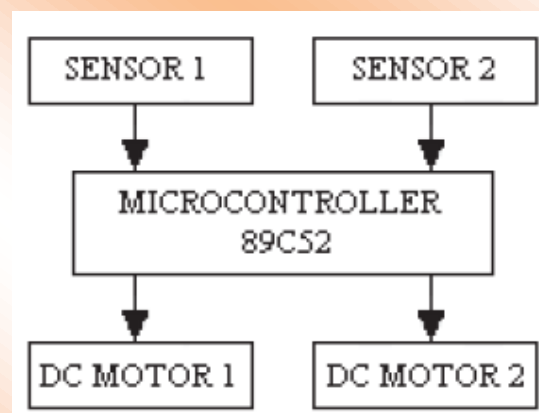 SENSOR 1
SENSOR 2
MICROCONTROLLER
89C52
DC MOTOR 1
DC MOTOR 2